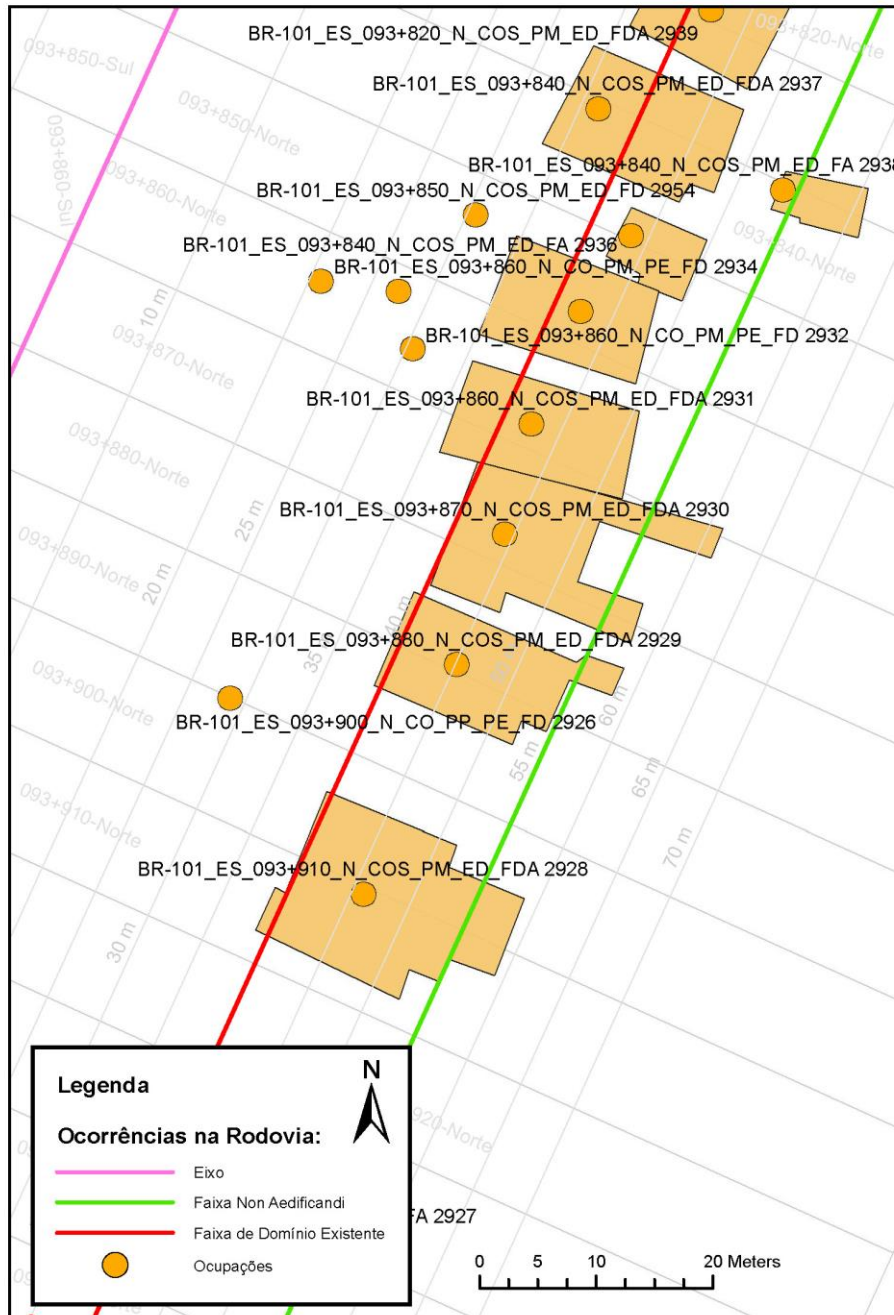 093+820-Norte
BR-101_ES_093+820_N_COS_PM_ED_FDA 2939
093+850-Sul
BR-101_ES_093+840_N_COS_PM_ED_FDA 2937
093+850-Norte
093+860-Sul
BR-101_ES_093+840_N_COS_PM_ED_FA 2938
093+860-Norte
BR-101_ES_093+850_N_COS_PM_ED_FD 2954
093+840-Norte
BR-101_ES_093+840_N_COS_PM_ED_FA 2936
BR-101_ES_093+860_N_CO_PM_PE_FD 2934
10 m
093+870-Norte
BR-101_ES_093+860_N_CO_PM_PE_FD 2932
BR-101_ES_093+860_N_COS_PM_ED_FDA 2931
093+880-Norte
25 m
BR-101_ES_093+870_N_COS_PM_ED_FDA 2930
093+890-Norte
20 m
40 m
35 m
BR-101_ES_093+880_N_COS_PM_ED_FDA 2929
093+900-Norte
60 m
BR-101_ES_093+900_N_CO_PP_PE_FD 2926
55 m
65 m
093+910-Norte
70 m
BR-101_ES_093+910_N_COS_PM_ED_FDA 2928
30 m
N
Legenda
Ocorrências na Rodovia:
920-Norte
Eixo
Faixa Non Aedificandi
FA 2927
Faixa de Domínio Existente
Ocupações
0 5 10 20 Meters